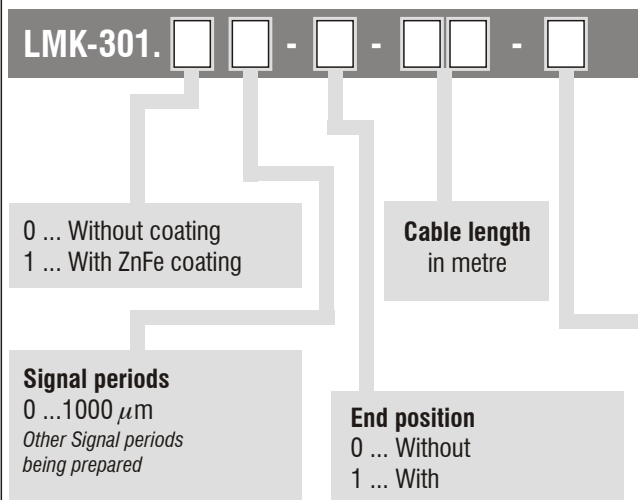 LMK-301. - - -
0 ... Without coating
1 ... With ZnFe coating
Cable length
in metre
Signal periods
0 ...1000 µm
Other Signal periods
being prepared
End position
0 ... Without
1 ... With